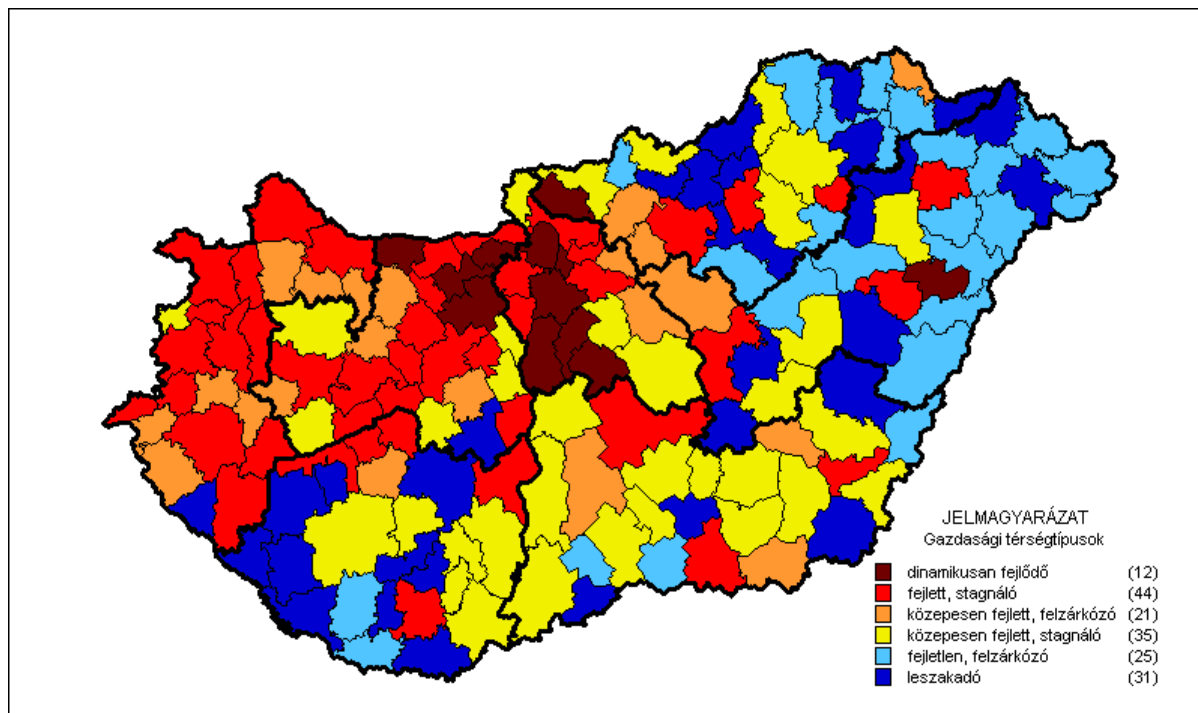 JELMAGYARÁZAT
Gazdasági térségtípusok
dinamikusan fejlődő (12)
fejlett, stagnáló (44)
közepesen fejlett, felzárkózó (21)
közepesen fejlett, stagnáló (35)
fejletlen, felzárkózó (25)
leszakadó (31)